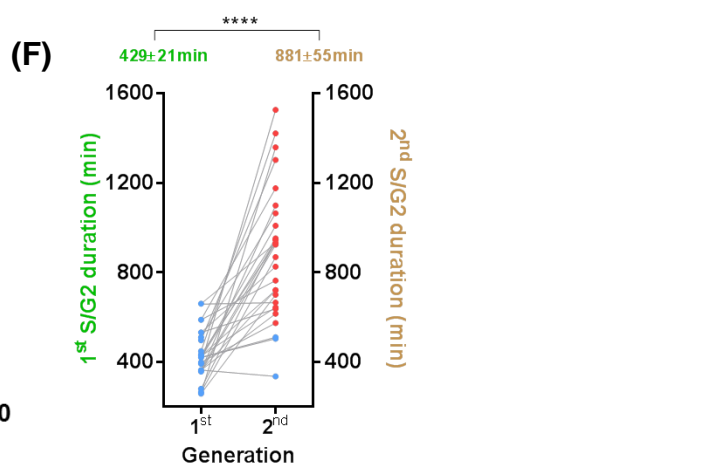 ****
(F)
429±21min 881±55min
1600 1600
1200 1200
800 800
400 400
1st S/G2 duration (min)
2nd S/G2 duration (min)
0
1st 2nd
Generation